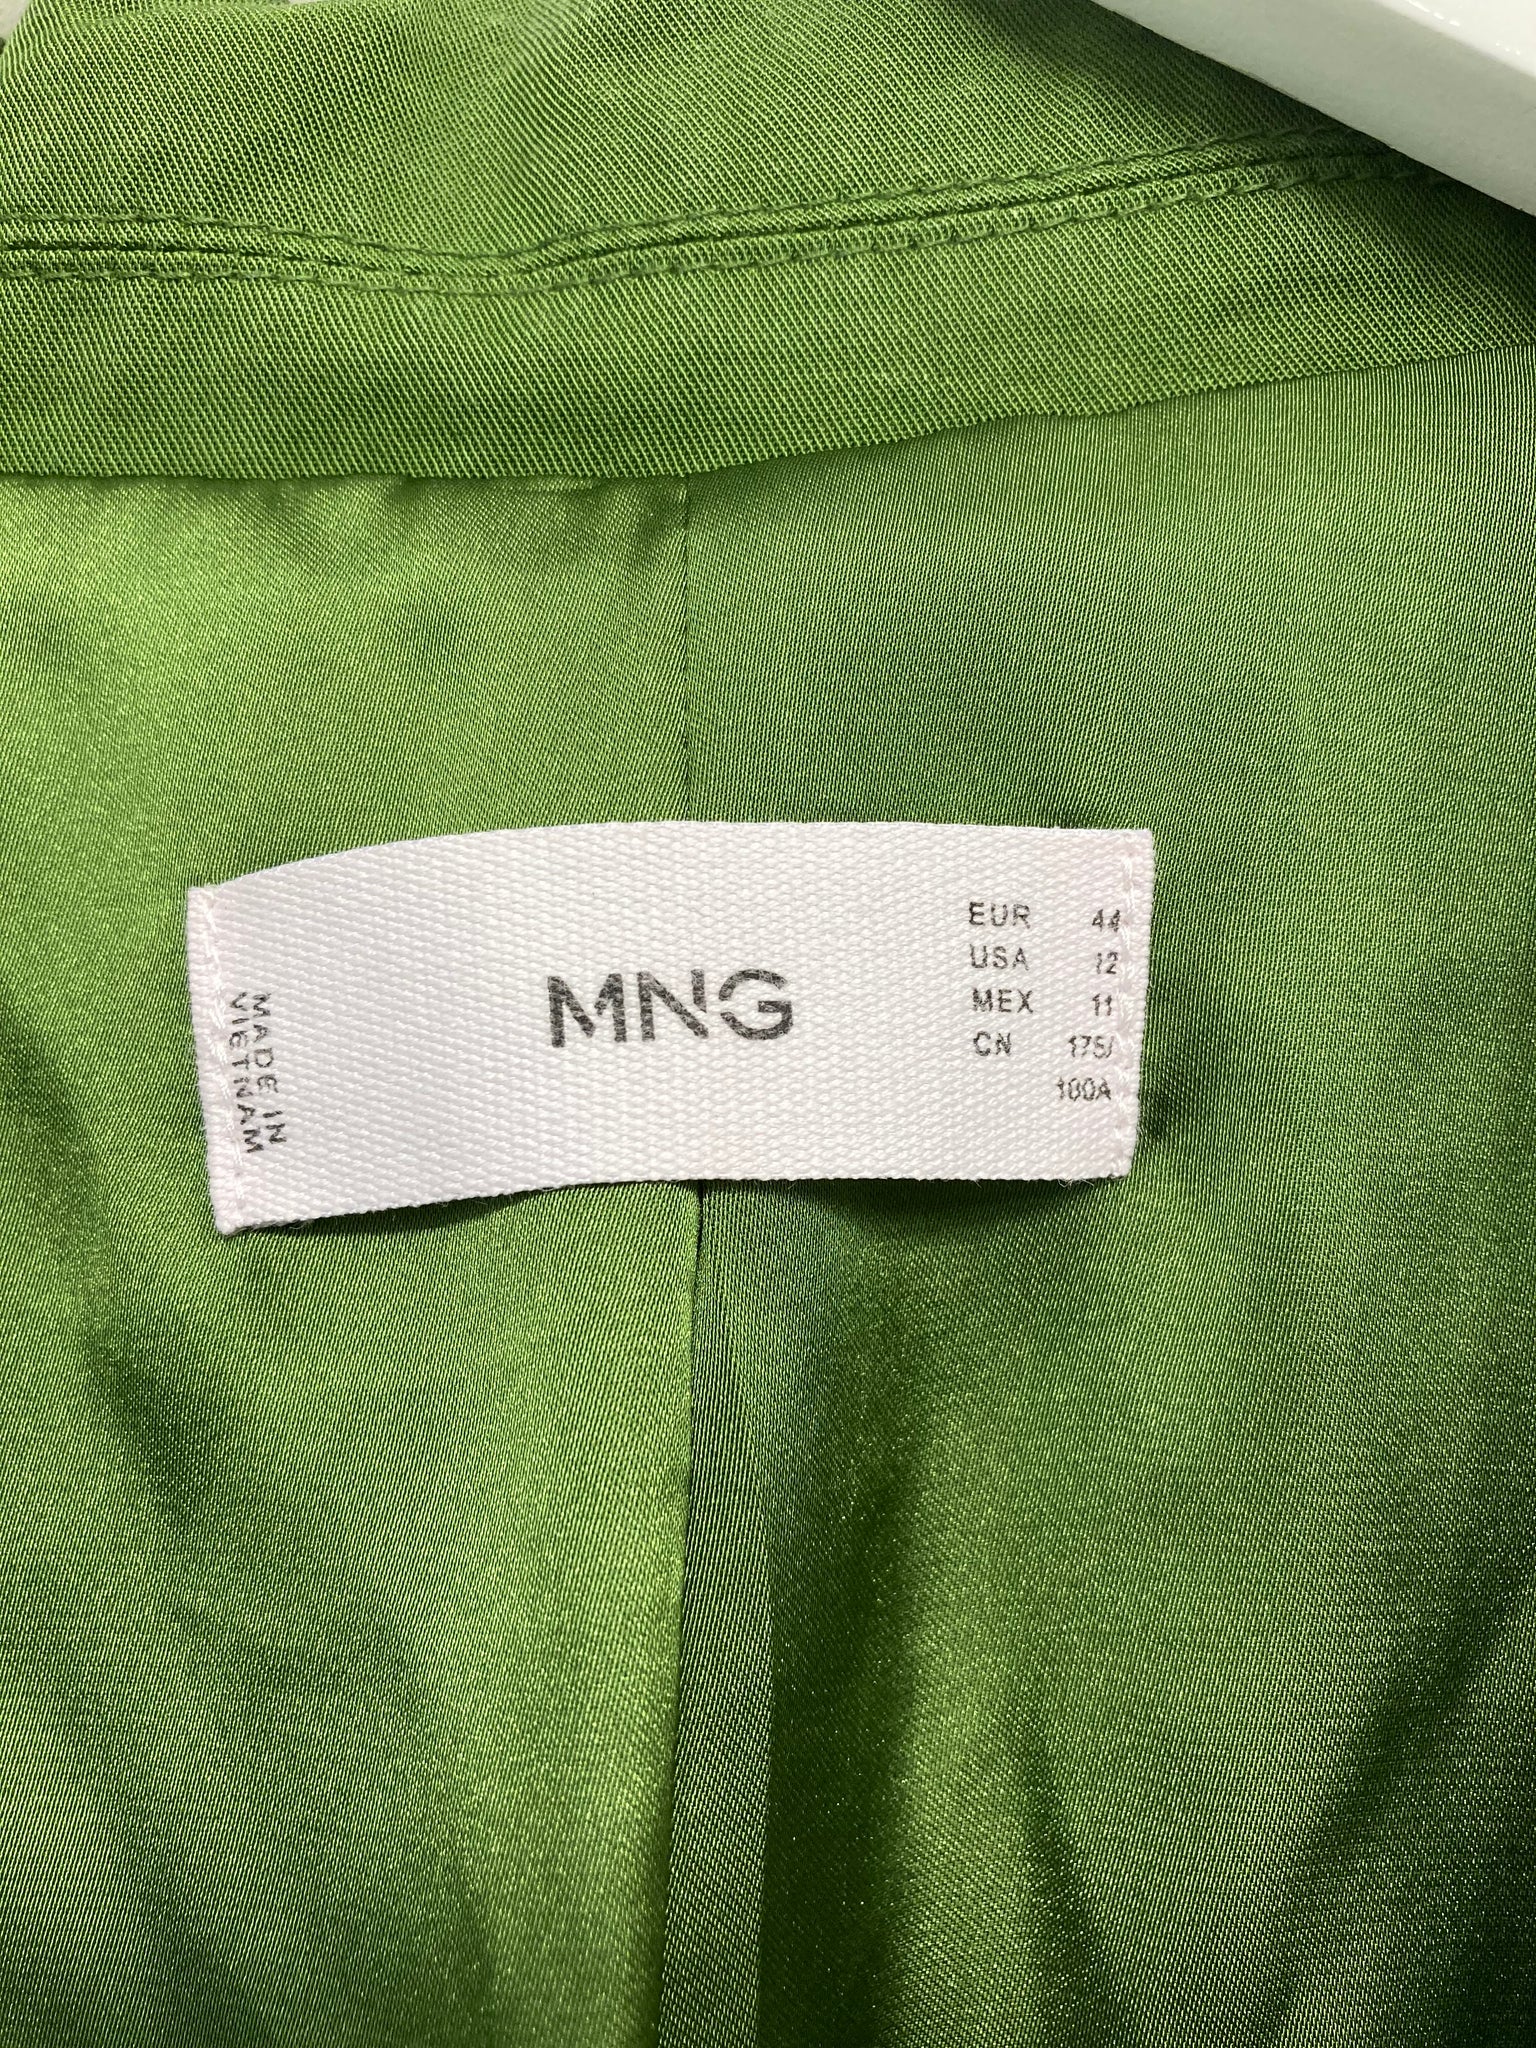 MADE IN
VIETNAM
MNG
EUR 44
USA 12
MEX 11
CN 175/
100A